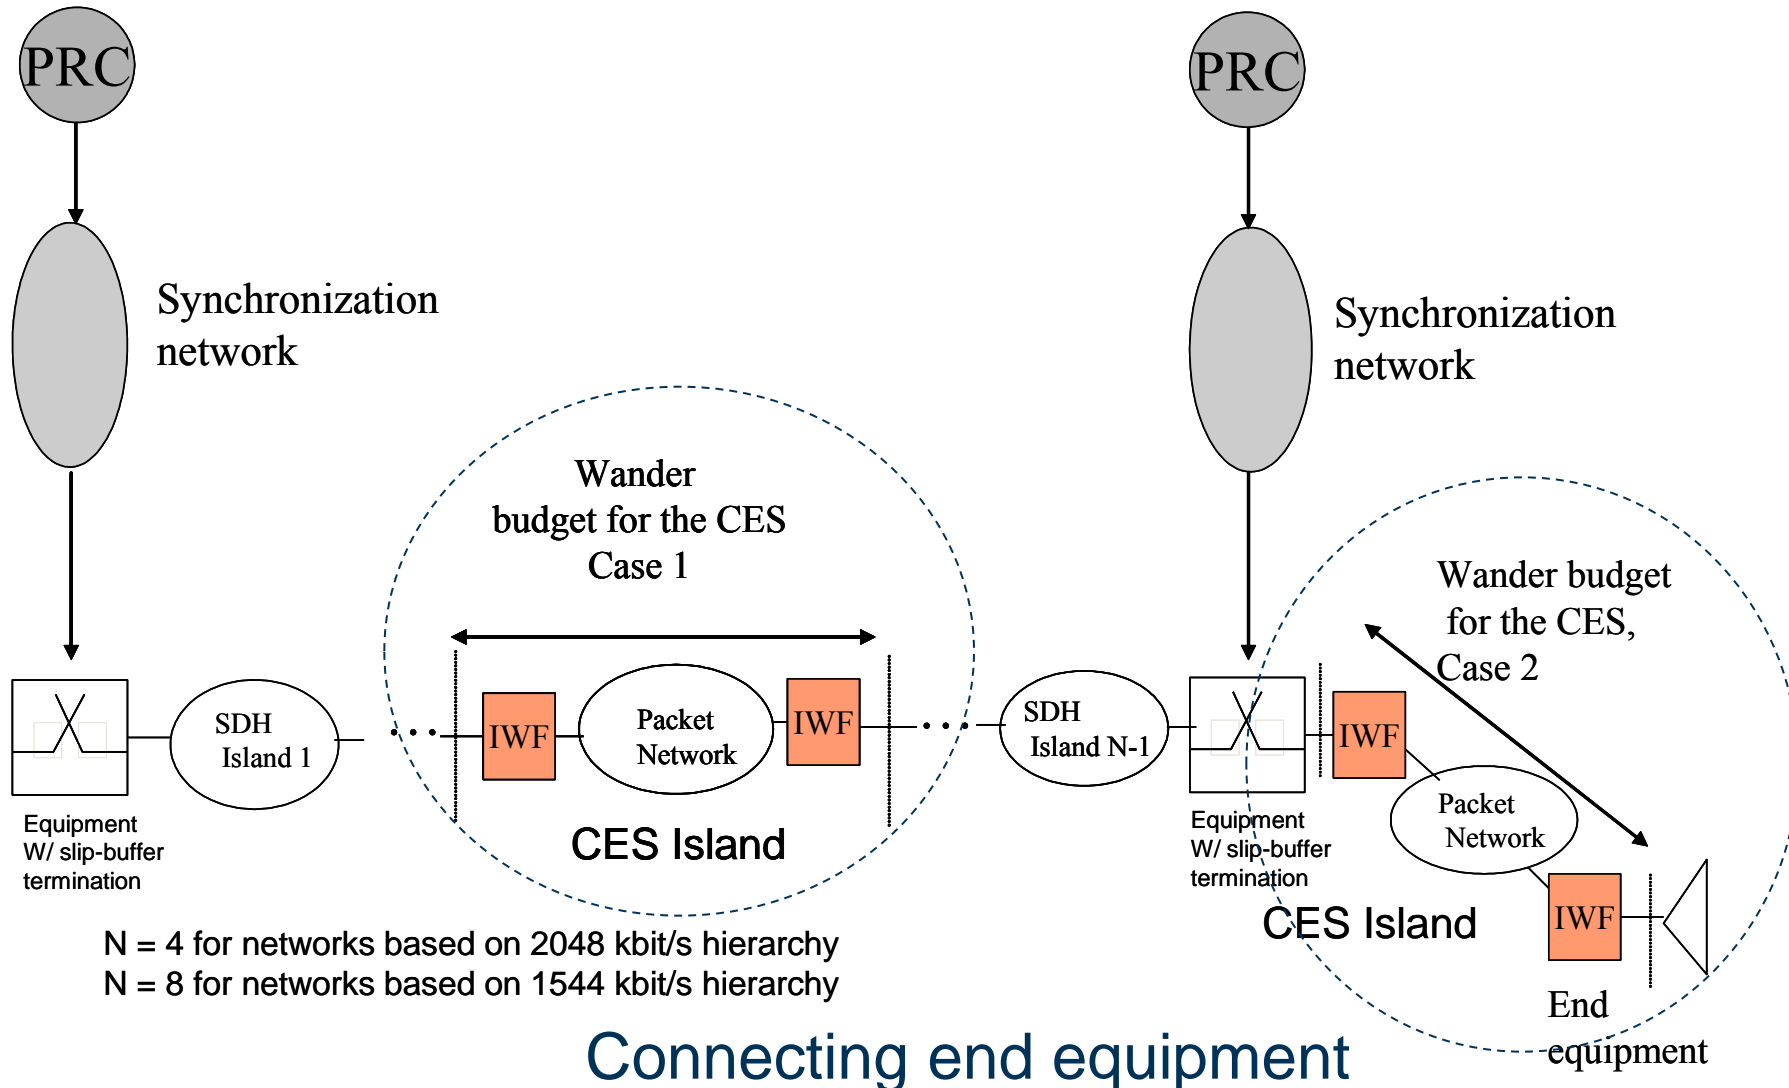 PRC
PRC
Synchronization
network
Synchronization
network
Wander
budget for the CES
Case 1
Wander budget
for the CES,
Case 2
SDH
Island 1
IWF
Packet
Network
IWF
SDH
Island N-1
IWF
Packet
Network
IWF
Equipment
W/ slip-buffer
termination
CES Island
Equipment
W/ slip-buffer
termination
CES Island
N = 4 for networks based on 2048 kbit/s hierarchy
N = 8 for networks based on 1544 kbit/s hierarchy
End
equipment
Connecting end equipment